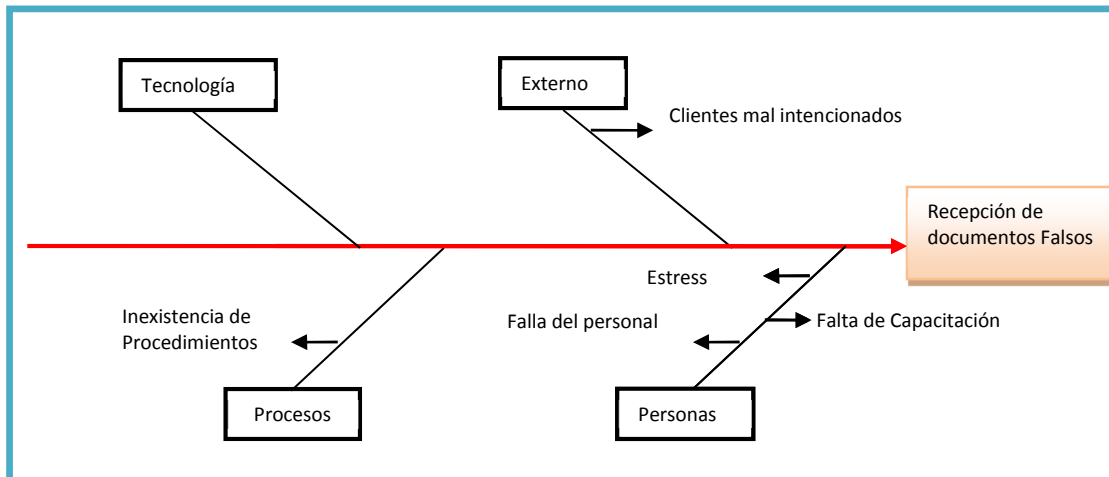 Tecnología
Externo
Clientes mal intencionados
Recepción de
documentos Falsos
Estress
Inexistencia de
Procedimientos
Falla del personal
Falta de Capacitación
Procesos
Personas